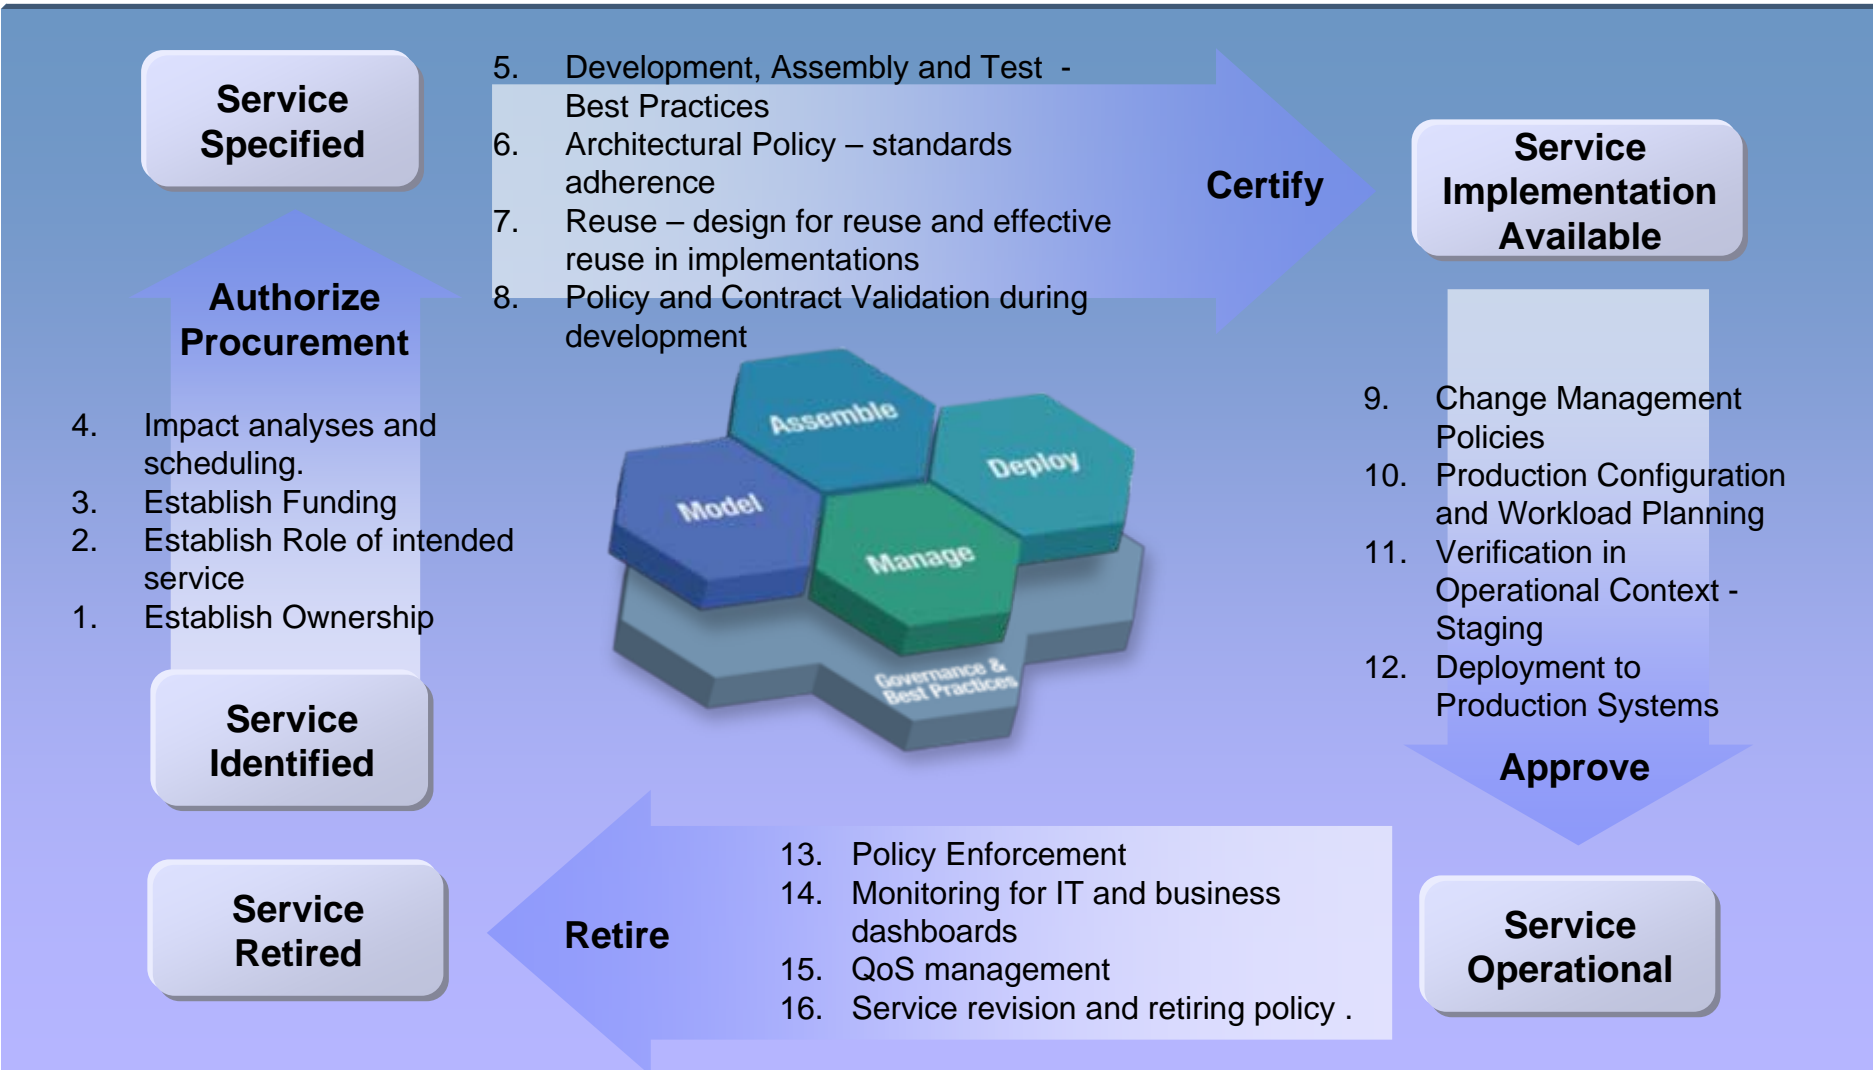 Service
Specified
5. Development, Assembly and Test -
Best Practices
6. Architectural Policy – standards
adherence
7. Reuse – design for reuse and effective
reuse in implementations
8. Policy and Contract Validation during
development
Certify
Service
Implementation
Available
Authorize
Procurement
4. Impact analyses and
scheduling.
3. Establish Funding
2. Establish Role of intended
service
1. Establish Ownership
Service
Identified
Assemble
Deploy
Model
Manage
Governance &
Best Practices
9. Change Management
Policies
10. Production Configuration
and Workload Planning
11. Verification in
Operational Context -
Staging
12. Deployment to
Production Systems
Approve
Service
Operational
13. Policy Enforcement
14. Monitoring for IT and business
dashboards
15. QoS management
16. Service revision and retiring policy .
Retire
Service
Retired